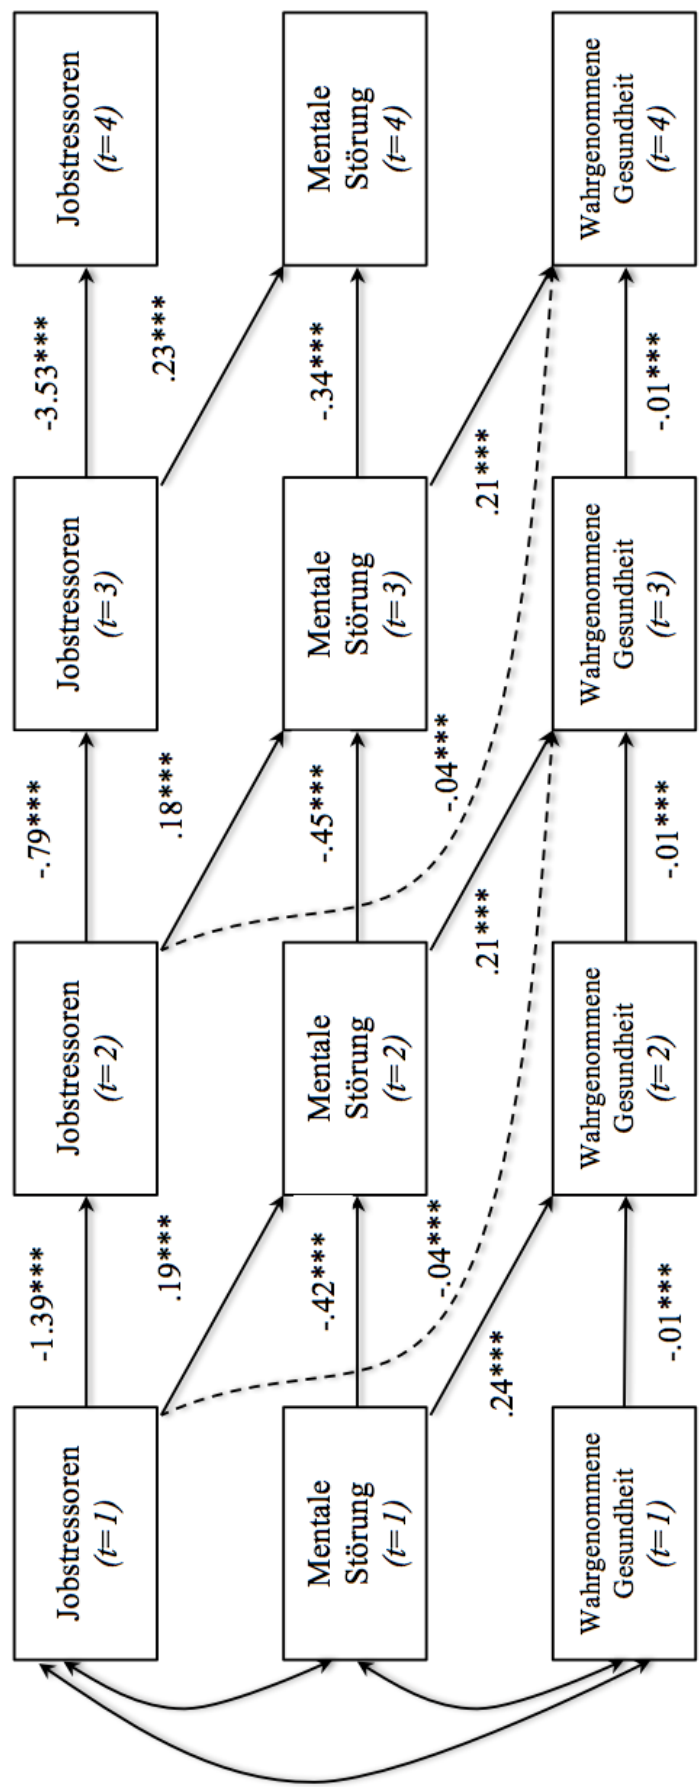 Jobstressoren
(t=1)
-1.39***
Jobstressoren
(t=2)
-.79***
Jobstressoren
(t=3)
-3.53***
Jobstressoren
(t=4)
.19***
.18***
.23***
Mentale
Störung
(t=1)
-.42***
Mentale
Störung
(t=2)
-.45***
Mentale
Störung
(t=3)
-.34***
Mentale
Störung
(t=4)
-.04***
-.04***
.24***
.21***
.21***
Wahrgenommene
Gesundheit
(t=1)
-.01***
Wahrgenommene
Gesundheit
(t=2)
-.01***
Wahrgenommene
Gesundheit
(t=3)
-.01***
Wahrgenommene
Gesundheit
(t=4)